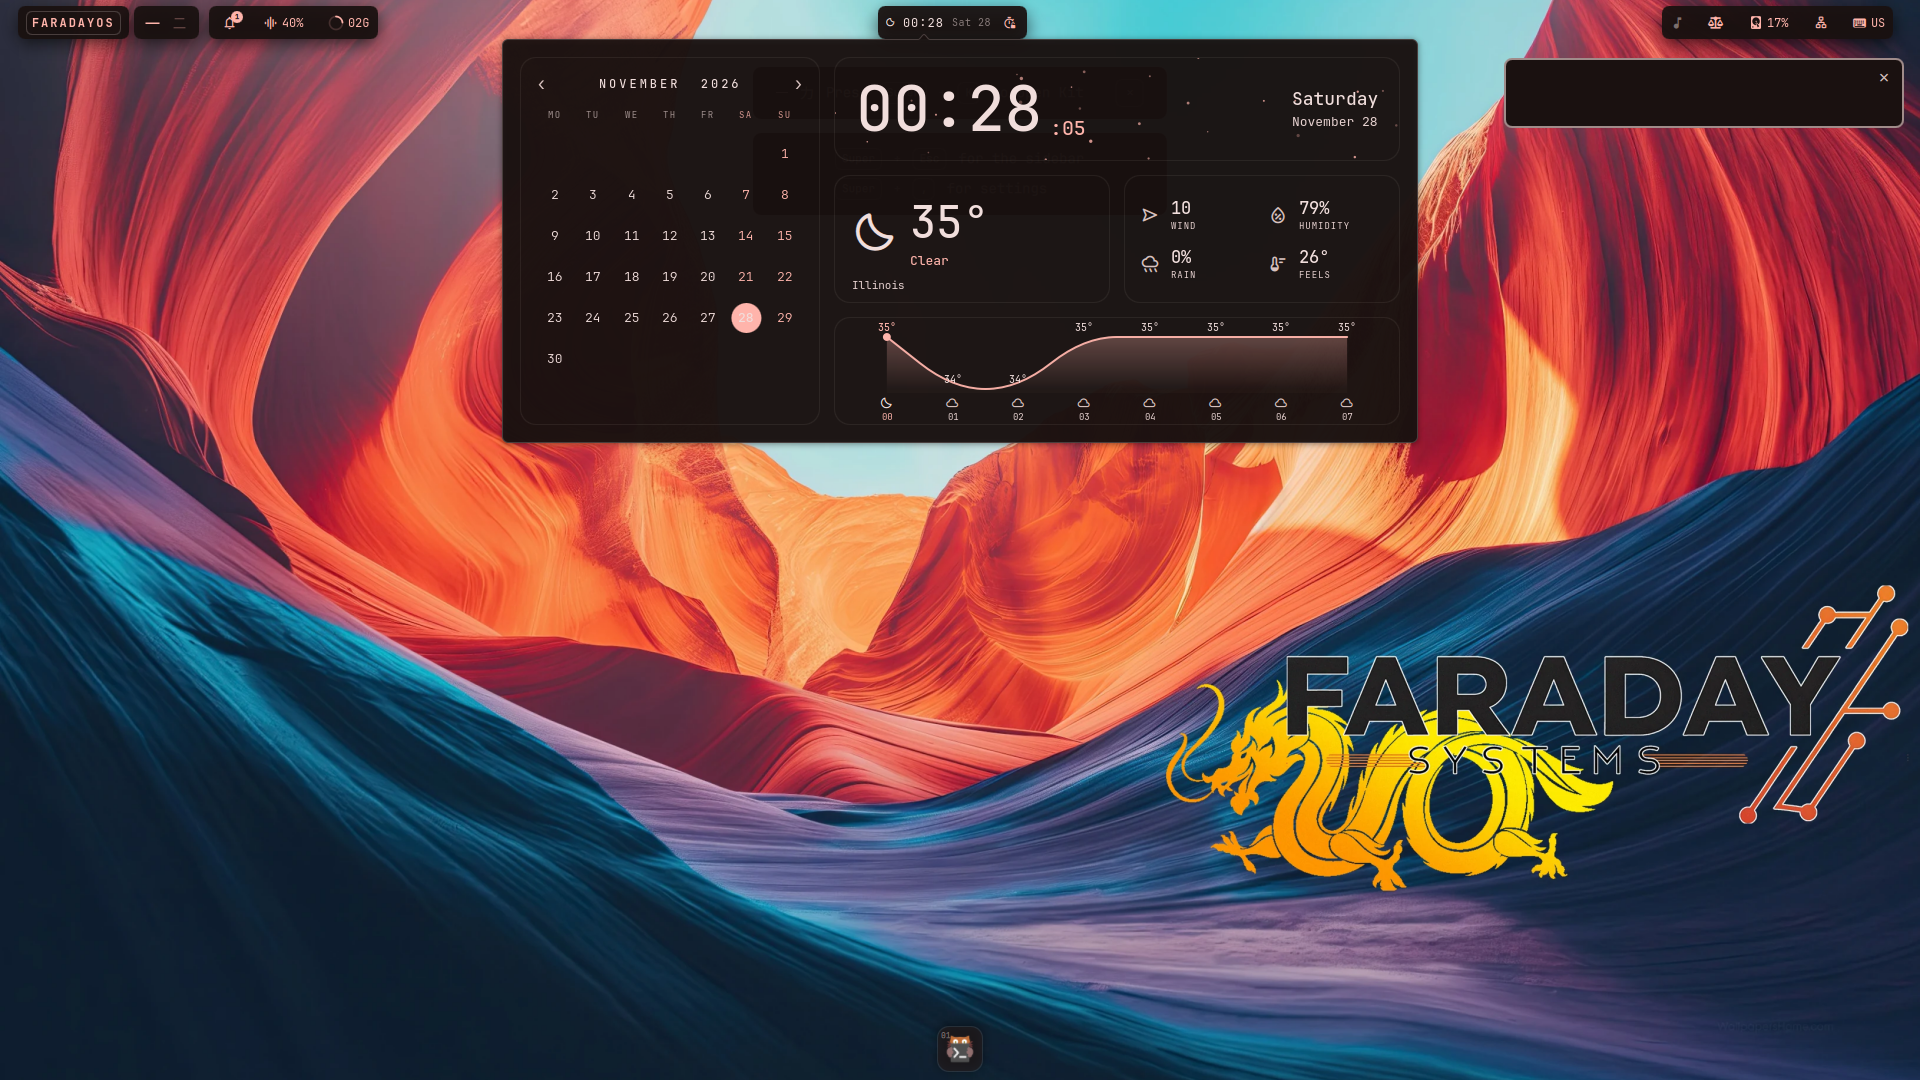 FARADAYOS
1
40%
02G
00:28 Sat 28
17%
US
NOVEMBER 2026
MO TU WE TH FR SA SU
1
2 3 4 5 6 7 8
9 10 11 12 13 14 15
16 17 18 19 20 21 22
23 24 25 26 27 28 29
30
00:28 :05
Saturday
November 28
35°
Clear
Illinois
10
WIND
79%
HUMIDITY
0%
RAIN
26°
FEELS
35° 34° 34° 35° 35° 35° 35° 35°
00 01 02 03 04 05 06 07
FARADAY
SYSTEMS
01